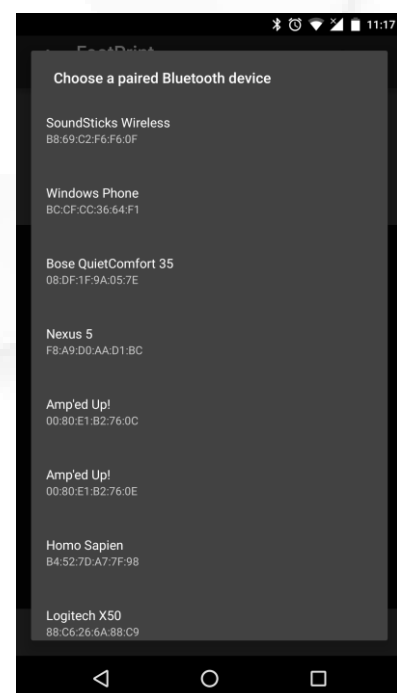 11:17
FastPrint
Choose a paired Bluetooth device
SoundSticks Wireless
B8:69:C2:F6:F6:0F
Windows Phone
BC:CF:CC:36:64:F1
Bose QuietComfort 35
08:DF:1F:9A:05:7E
Nexus 5
F8:A9:D0:AA:D1:BC
Amp'ed Up!
00:80:E1:B2:76:0C
Amp'ed Up!
00:80:E1:B2:76:0E
Homo Sapien
B4:52:7D:A7:7F:98
Logitech X50
88:C6:26:6A:88:C9